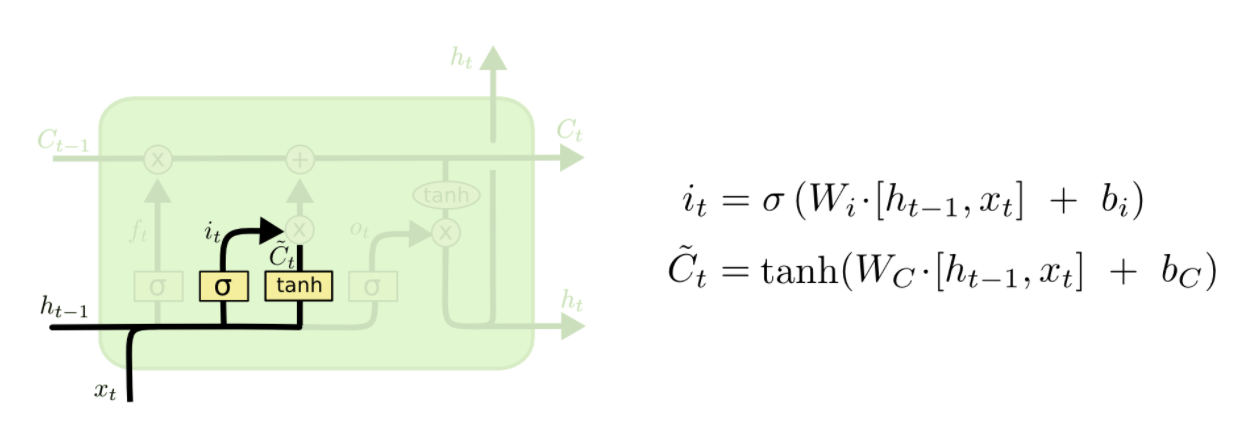 h_t
C_{t-1}
C_t
x
+
tanh
f_t
i_t
x
o_t
x
C̃_t
σ
σ
tanh
σ
h_{t-1}
h_t
x_t
i_t = σ (W_i·[h_{t-1}, x_t] + b_i)
C̃_t = tanh(W_C·[h_{t-1}, x_t] + b_C)